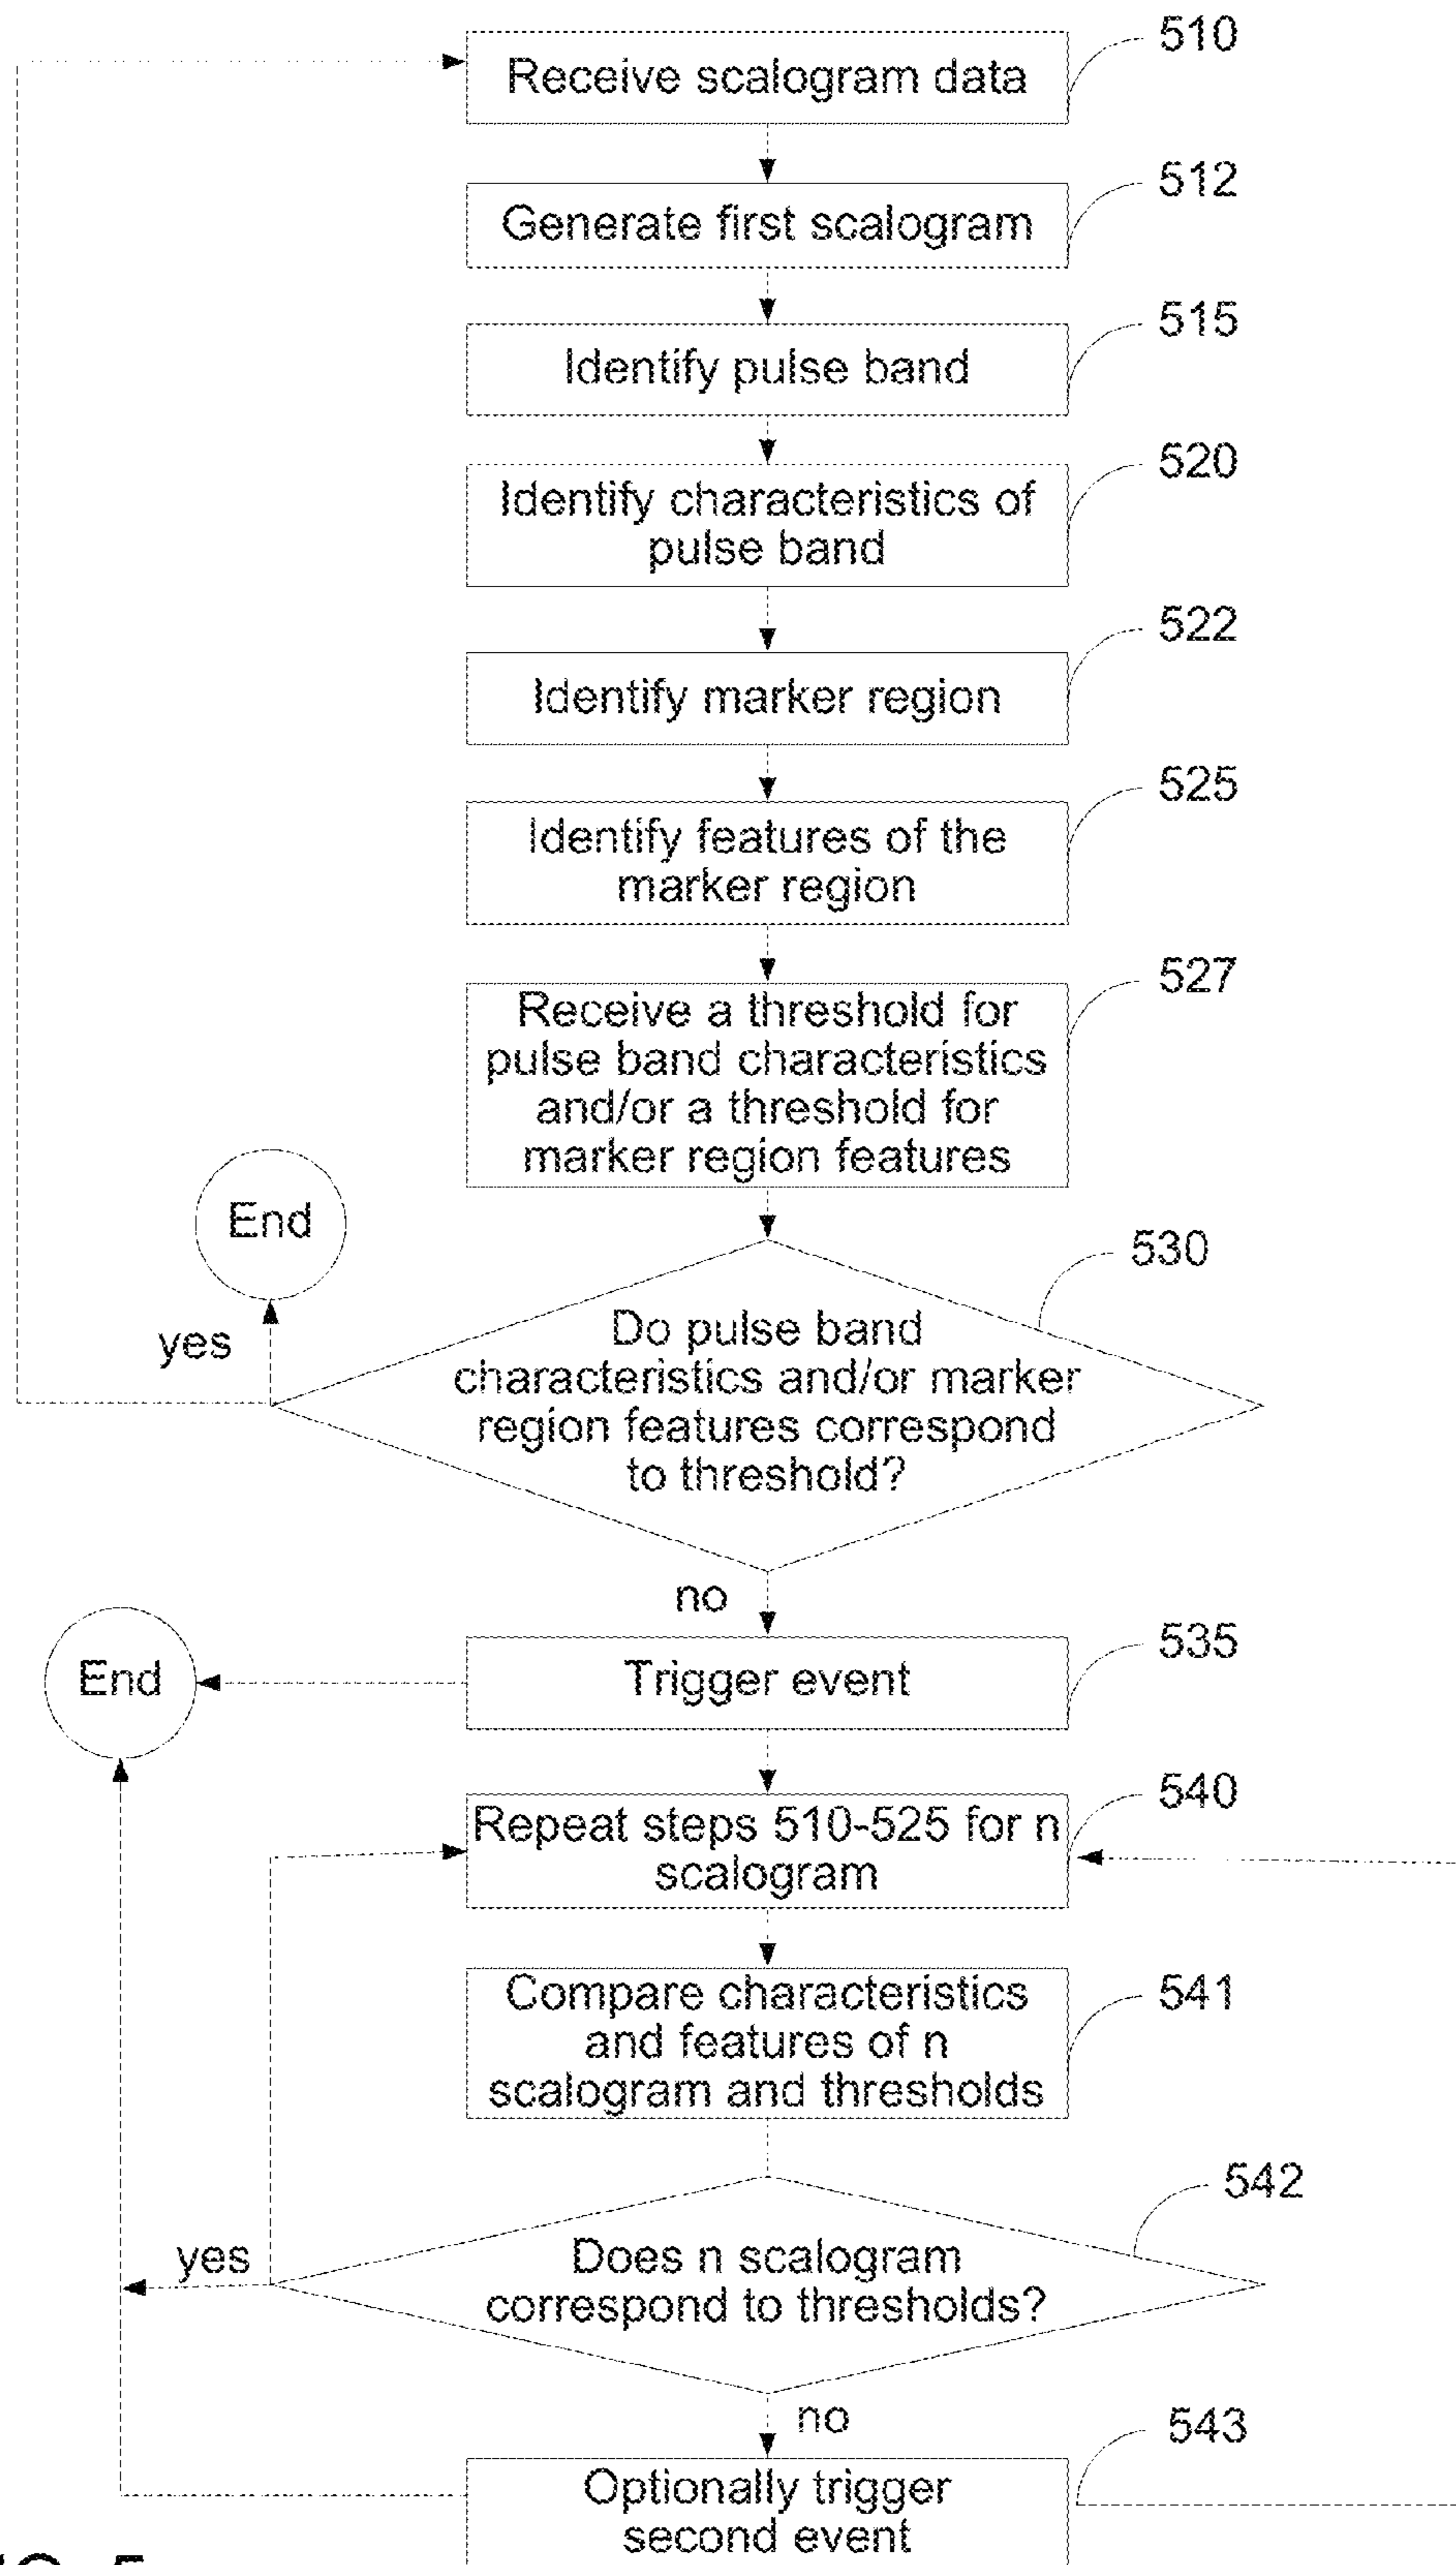 510
Receive scalogram data
512
Generate first scalogram
515
Identify pulse band
520
Identify characteristics of
pulse band
522
Identify marker region
525
Identify features of the
marker region
527
Receive a threshold for
pulse band characteristics
and/or a threshold for
marker region features
End
530
yes
Do pulse band
characteristics and/or marker
region features correspond
to threshold?
no
535
End
Trigger event
540
Repeat steps 510-525 for n
scalogram
541
Compare characteristics
and features of n
scalogram and thresholds
542
yes
Does n scalogram
correspond to thresholds?
no
543
Optionally trigger
second event